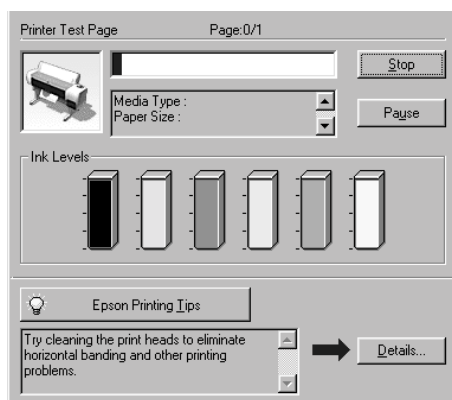 Printer Test Page Page:0/1
Stop
Media Type :
Paper Size :
Pause
Ink Levels
Epson Printing Tips
Try cleaning the print heads to eliminate
horizontal banding and other printing
problems.
Details...